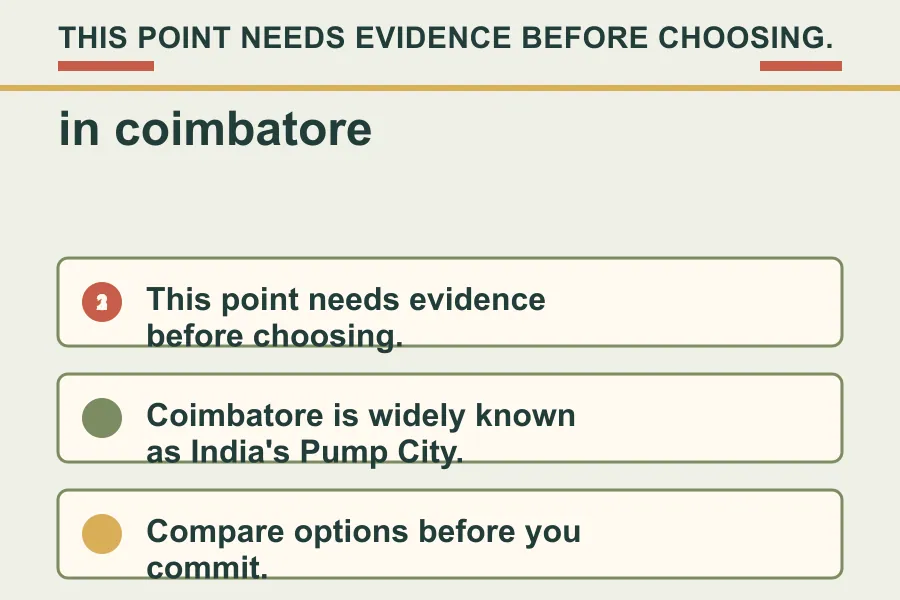 THIS POINT NEEDS EVIDENCE BEFORE CHOOSING.
in coimbatore
This point needs evidence
before choosing.
Coimbatore is widely known
as India's Pump City.
Compare options before you
commit.